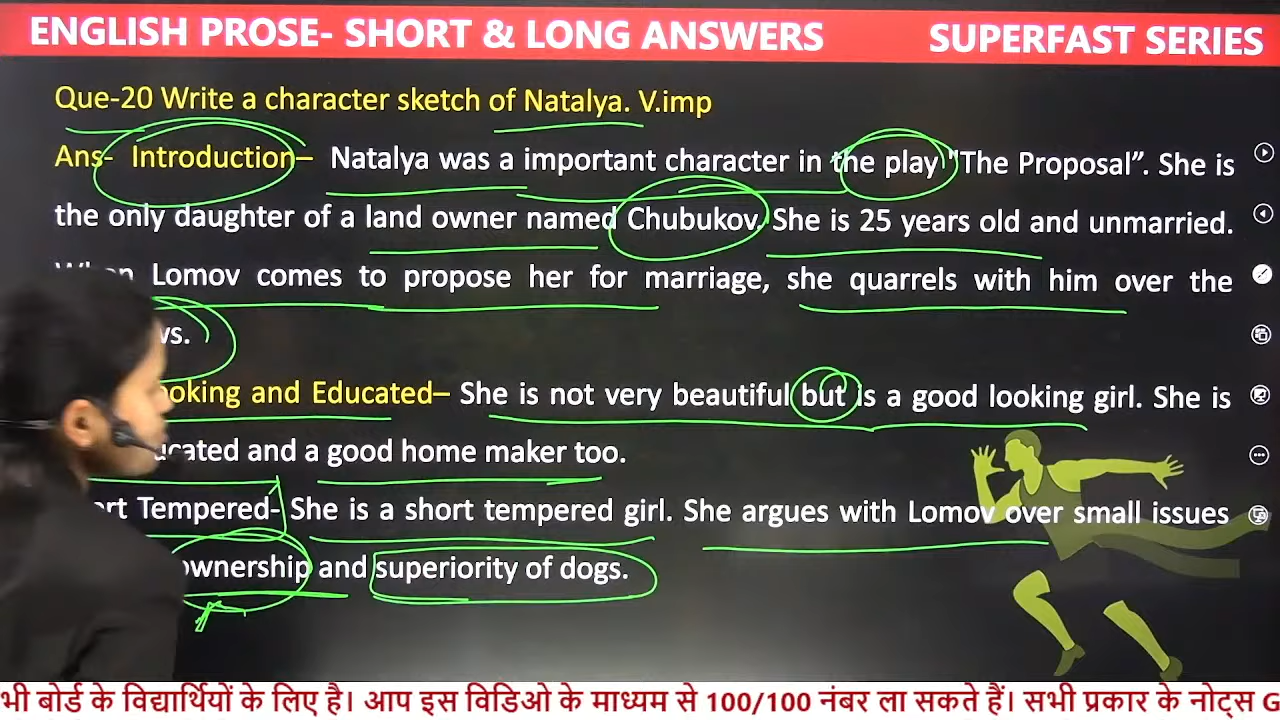 ENGLISH PROSE- SHORT & LONG ANSWERS
SUPERFAST SERIES
Que-20 Write a character sketch of Natalya. V.imp
Ans- Introduction– Natalya was a important character in the play "The Proposal”. She is
the only daughter of a land owner named Chubukov. She is 25 years old and unmarried.
Lomov comes to propose her for marriage, she quarrels with him over the
and Educated– She is not very beautiful but is a good looking girl. She is
and a good home maker too.
Tempered- She is a short tempered girl. She argues with Lomov over small issues
ownership and superiority of dogs.
भी बोर्ड के विद्यार्थियों के लिए है। आप इस विडिओ के माध्यम से 100/100 नंबर ला सकते हैं। सभी प्रकार के नोट्स G